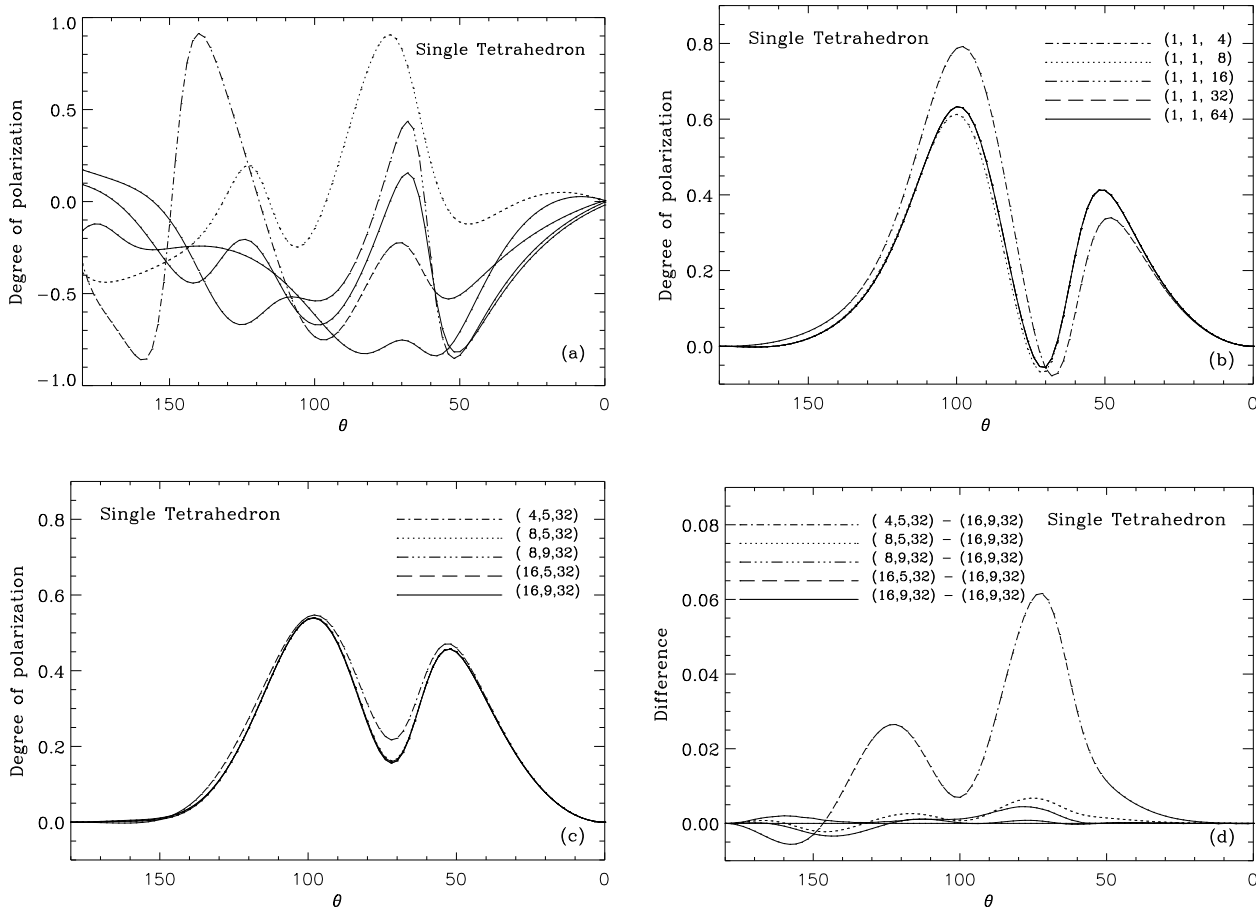 Single Tetrahedron
Degree of polarization
1.0
0.5
0.0
−0.5
−1.0
(a)
150
100
50
0
θ
Single Tetrahedron
(1, 1, 4)
(1, 1, 8)
(1, 1, 16)
(1, 1, 32)
(1, 1, 64)
Degree of polarization
0.8
0.6
0.4
0.2
0.0
(b)
150
100
50
0
θ
Single Tetrahedron
( 4,5,32)
( 8,5,32)
( 8,9,32)
(16,5,32)
(16,9,32)
Degree of polarization
0.8
0.6
0.4
0.2
0.0
(c)
150
100
50
0
θ
( 4,5,32) − (16,9,32)
( 8,5,32) − (16,9,32)
( 8,9,32) − (16,9,32)
(16,5,32) − (16,9,32)
(16,9,32) − (16,9,32)
Single Tetrahedron
Difference
0.08
0.06
0.04
0.02
0.00
(d)
150
100
50
0
θ